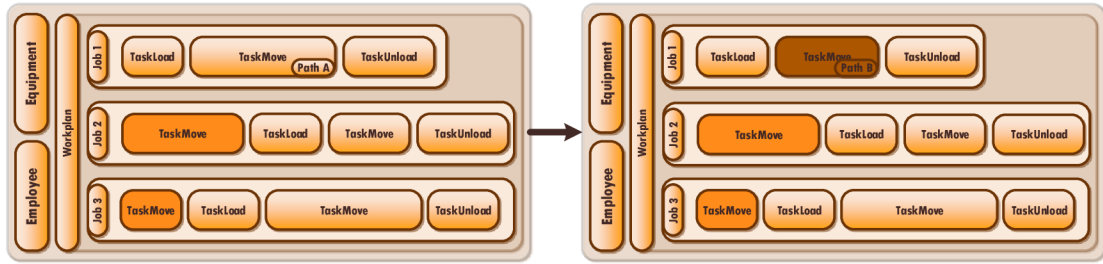 Equipment
Employee
Workplan
Job 1
TaskLoad
TaskMove
Path A
TaskUnload
Job 2
TaskMove
TaskLoad
TaskMove
TaskUnload
Job 3
TaskMove
TaskLoad
TaskMove
TaskUnload
Equipment
Employee
Workplan
Job 1
TaskLoad
TaskMove
Path B
TaskUnload
Job 2
TaskMove
TaskLoad
TaskMove
TaskUnload
Job 3
TaskMove
TaskLoad
TaskMove
TaskUnload